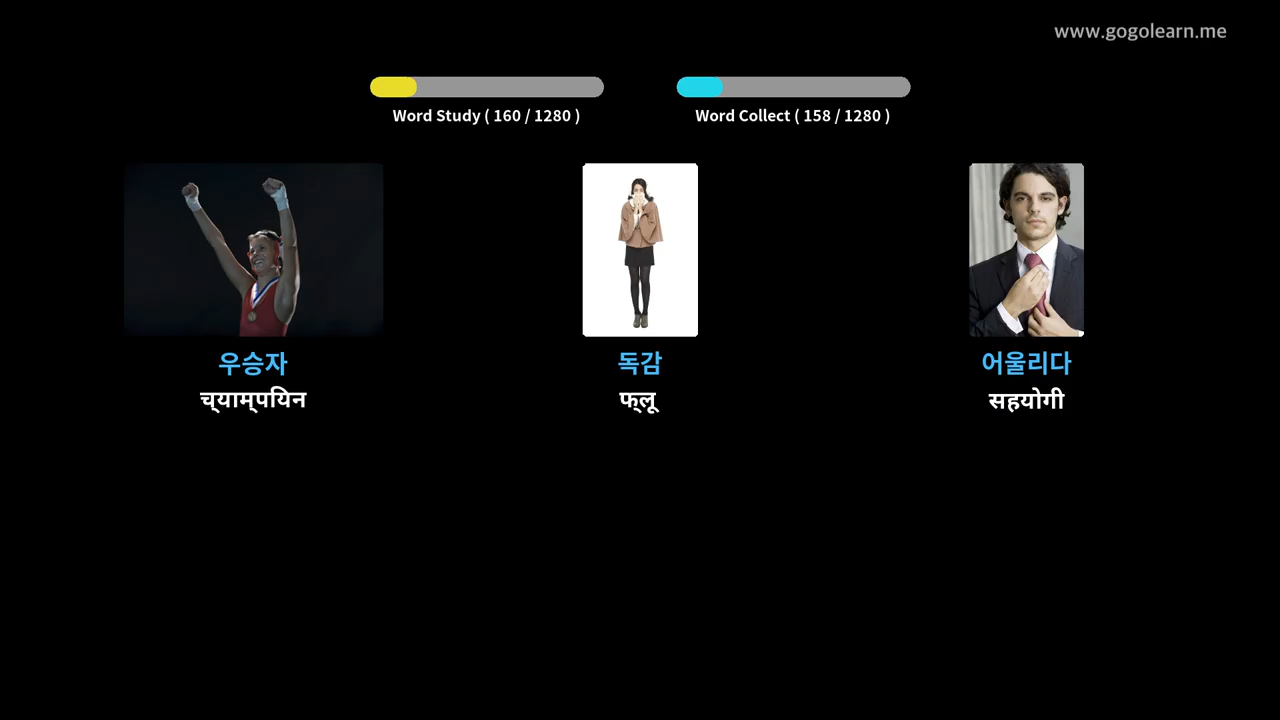 www.gogolearn.me
Word Study ( 160 / 1280 )
Word Collect ( 158 / 1280 )
우승자
독감
어울리다
च्याम्पियिन
फ्लू
सहयोगी